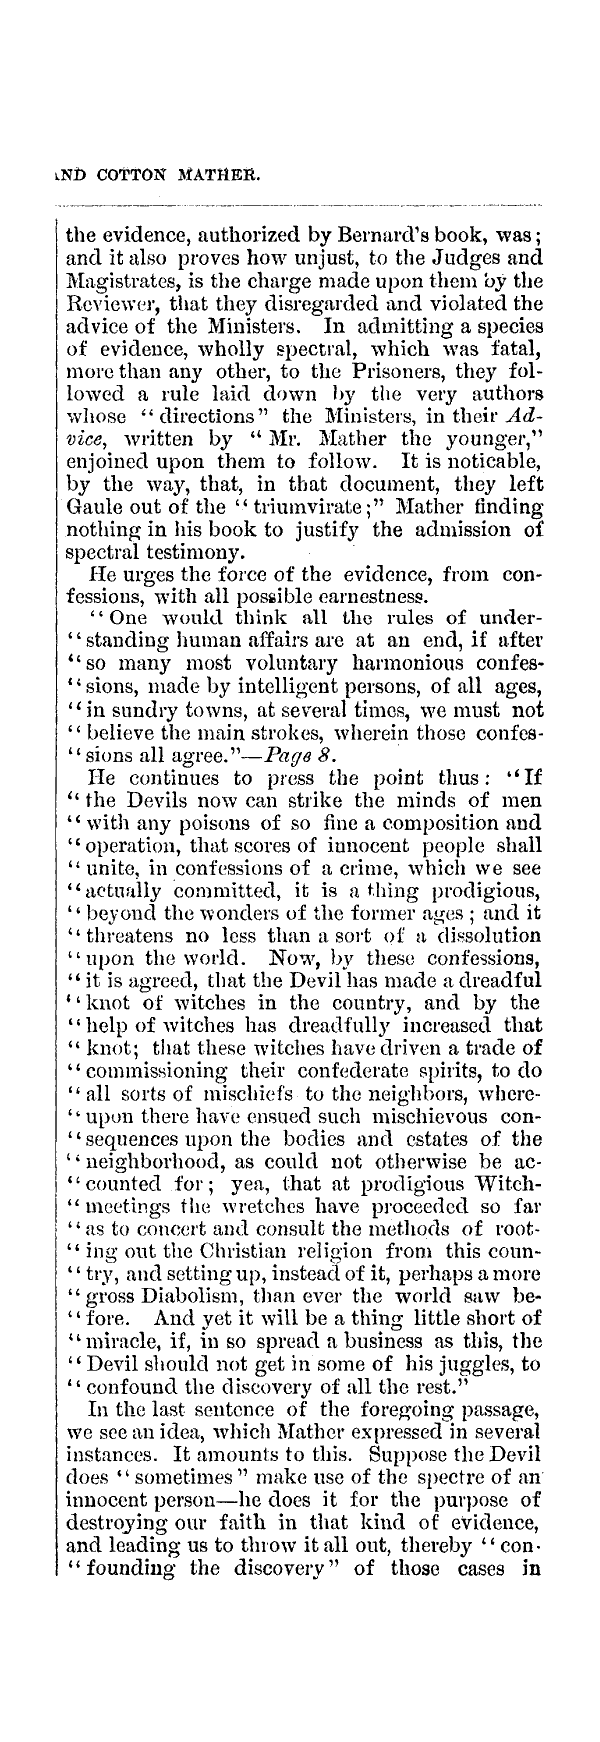 ND COTTON MATHER.
the evidence, authorized by Bernard's book, was;
and it also proves how unjust, to the Judges and
Magistrates, is the charge made upon them by the
Reviewer, that they disregarded and violated the
advice of the Ministers. In admitting a species
of evidence, wholly spectral, which was fatal,
more than any other, to the Prisoners, they fol-
lowed a rule laid down by the very authors
whose "directions" the Ministers, in their Ad-
vice, written by "Mr. Mather the younger,"
enjoined upon them to follow. It is noticable,
by the way, that, in that document, they left
Gaule out of the "triumvirate;" Mather finding
nothing in his book to justify the admission of
spectral testimony.
He urges the force of the evidence, from con-
fessions, with all possible earnestness.
"One would think all the rules of under-
"standing human affairs are at an end, if after
"so many most voluntary harmonious confes-
"sions, made by intelligent persons, of all ages,
"in sundry towns, at several times, we must not
"believe the main strokes, wherein those confes-
"sions all agree."—Page 8.
He continues to press the point thus: "If
"the Devils now can strike the minds of men
"with any poisons of so fine a composition and
"operation, that scores of innocent people shall
"unite, in confessions of a crime, which we see
"actually committed, it is a thing prodigious,
"beyond the wonders of the former ages; and it
"threatens no less than a sort of a dissolution
"upon the world. Now, by these confessions,
"it is agreed, that the Devil has made a dreadful
"knot of witches in the country, and by the
"help of witches has dreadfully increased that
"knot; that these witches have driven a trade of
"commissioning their confederate spirits, to do
"all sorts of mischiefs to the neighbors, where-
"upon there have ensued such mischievous con-
"sequences upon the bodies and estates of the
"neighborhood, as could not otherwise be ac-
"counted for; yea, that at prodigious Witch-
"meetings the wretches have proceeded so far
"as to concert and consult the methods of root-
"ing out the Christian religion from this coun-
"try, and setting up, instead of it, perhaps a more
"gross Diabolism, than ever the world saw be-
"fore. And yet it will be a thing little short of
"miracle, if, in so spread a business as this, the
"Devil should not get in some of his juggles, to
"confound the discovery of all the rest."
In the last sentence of the foregoing passage,
we see an idea, which Mather expressed in several
instances. It amounts to this. Suppose the Devil
does "sometimes" make use of the spectre of an
innocent person—he does it for the purpose of
destroying our faith in that kind of evidence,
and leading us to throw it all out, thereby "con-
"founding the discovery" of those cases in